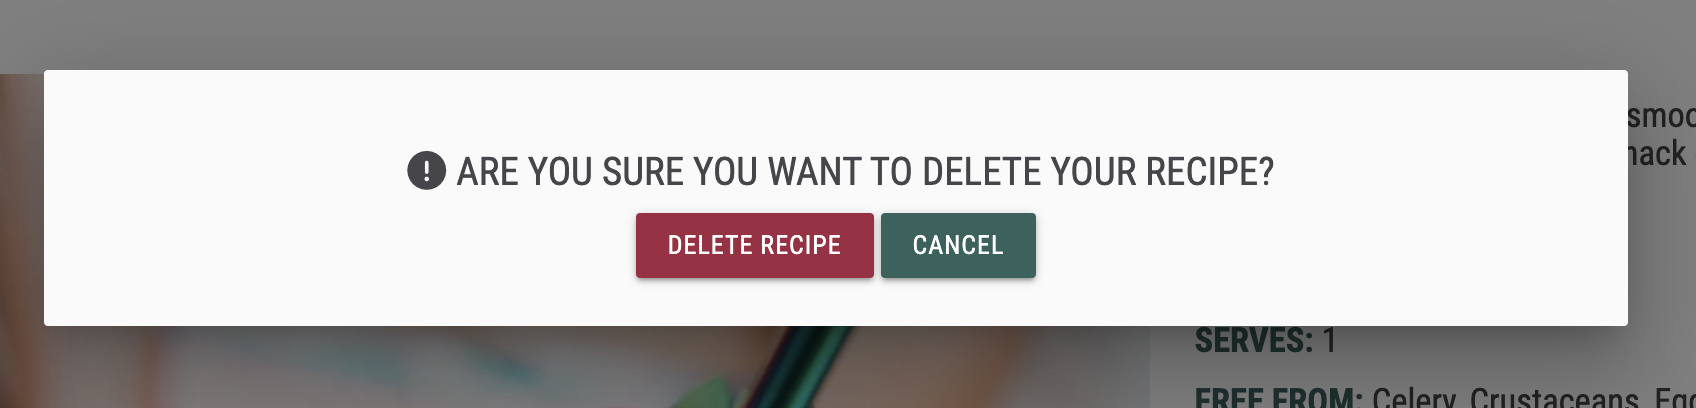 smoo
hack
ARE YOU SURE YOU WANT TO DELETE YOUR RECIPE?
DELETE RECIPE CANCEL
SERVES: 1
FREE FROM: Celery, Crustaceans, Egg